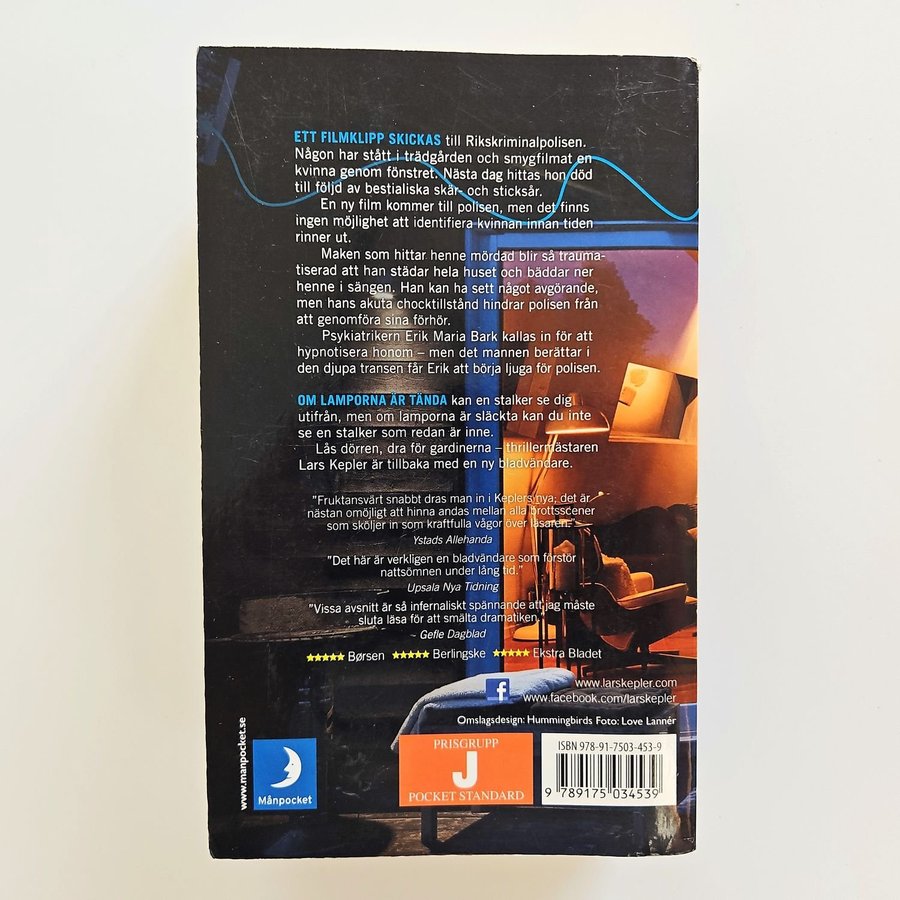 ETT FILMKLIPP SKICKAS till Rikskriminalpolisen.
Någon har stått i trädgården och smygfilmat en
kvinna genom fönstret. Nästa dag hittas hon död
till följd av bestialiska skär- och sticksår.
En ny film kommer till polisen, men det finns
ingen möjlighet att identifiera kvinnan innan tiden
rinner ut.
Maken som hittar henne mördad blir så trauma-
tiserad att han städar hela huset och bäddar ner
henne i sängen. Han kan ha sett något avgörande,
men hans akuta chocktillstånd hindrar polisen från
att genomföra sina förhör.
Psykiatrikern Erik Maria Bark kallas in för att
hypnotisera honom – men det mannen berättar i
den djupa transen får Erik att börja ljuga för polisen.
OM LAMPORNA ÄR TÄNDA kan en stalker se dig
utifrån, men om lamporna är släckta kan du inte
se en stalker som redan är inne.
Lås dörren, dra för gardinerna – thrillermästaren
Lars Kepler är tillbaka med en ny bladvändare.
"Fruktansvärt snabbt dras man in i Keplers nya; det är
nästan omöjligt att hinna andas mellan alla brottsscener
som sköljer in som kraftfulla vågor över läsaren."
Ystads Allehanda
"Det här är verkligen en bladvändare som förstör
nattsömnen under lång tid."
Upsala Nya Tidning
"Vissa avsnitt är så infernaliskt spännande att jag måste
sluta läsa för att smälta dramatiken."
Gefle Dagblad
★★★★★ Børsen ★★★★★ Berlingske ★★★★★ Ekstra Bladet
f www.larskepler.com
www.facebook.com/larskepler
Omslagsdesign: Hummingbirds Foto: Love Lannér
www.manpocket.se
Månpocket
PRISGRUPP
J
POCKET STANDARD
ISBN 978-91-7503-453-9
9 789175 034539